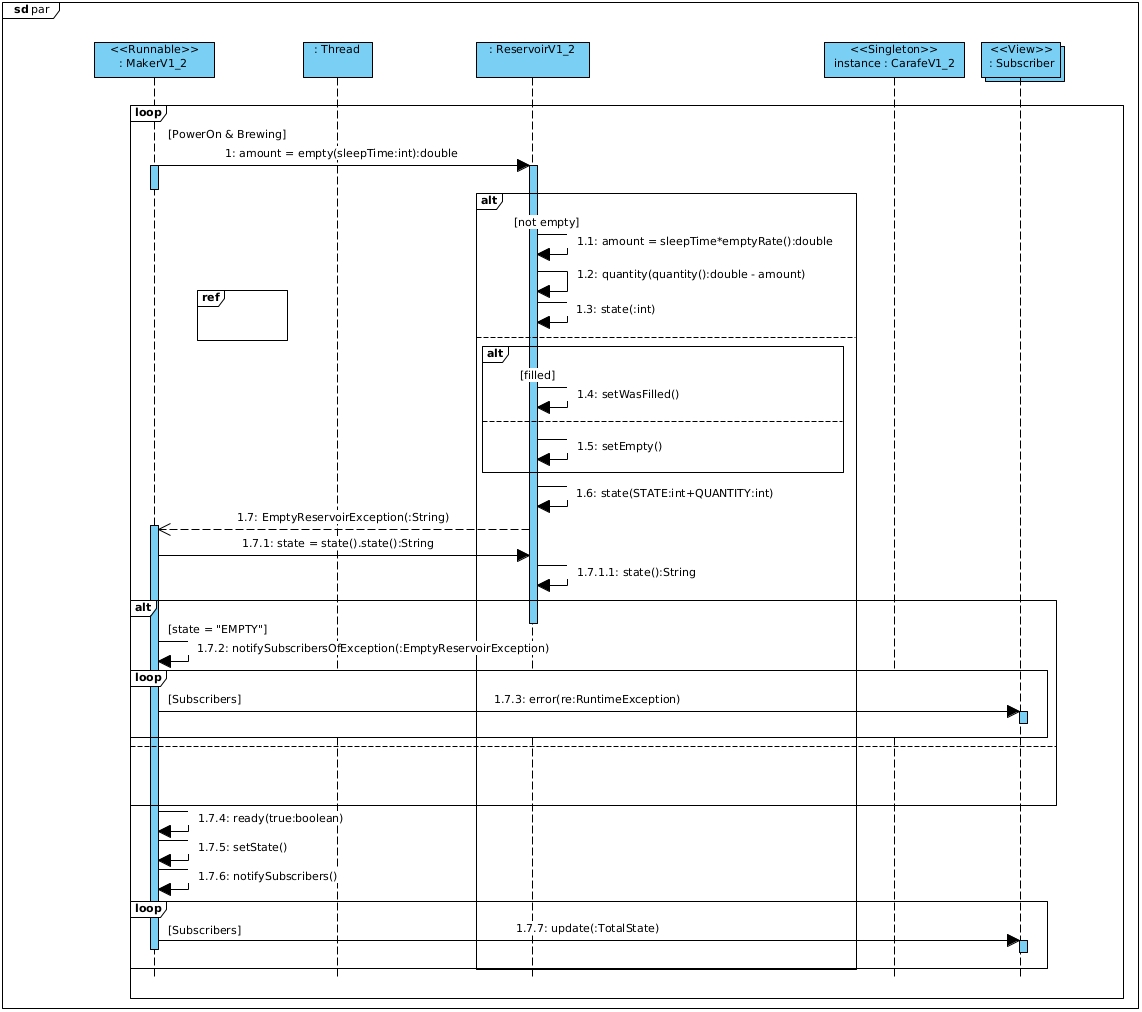 sd par
<<Runnable>>
: MakerV1_2
: Thread
: ReservoirV1_2
<<Singleton>>
instance : CarafeV1_2
<<View>>
: Subscriber
loop
[PowerOn & Brewing]
1: amount = empty(sleepTime:int):double
alt
[not empty]
1.1: amount = sleepTime*emptyRate():double
1.2: quantity(quantity():double - amount)
ref
1.3: state(:int)
alt
[filled]
1.4: setWasFilled()
1.5: setEmpty()
1.6: state(STATE:int+QUANTITY:int)
1.7: EmptyReservoirException(:String)
1.7.1: state = state().state():String
1.7.1.1: state():String
alt
[state = "EMPTY"]
1.7.2: notifySubscribersOfException(:EmptyReservoirException)
loop
[Subscribers]
1.7.3: error(re:RuntimeException)
1.7.4: ready(true:boolean)
1.7.5: setState()
1.7.6: notifySubscribers()
loop
[Subscribers]
1.7.7: update(:TotalState)